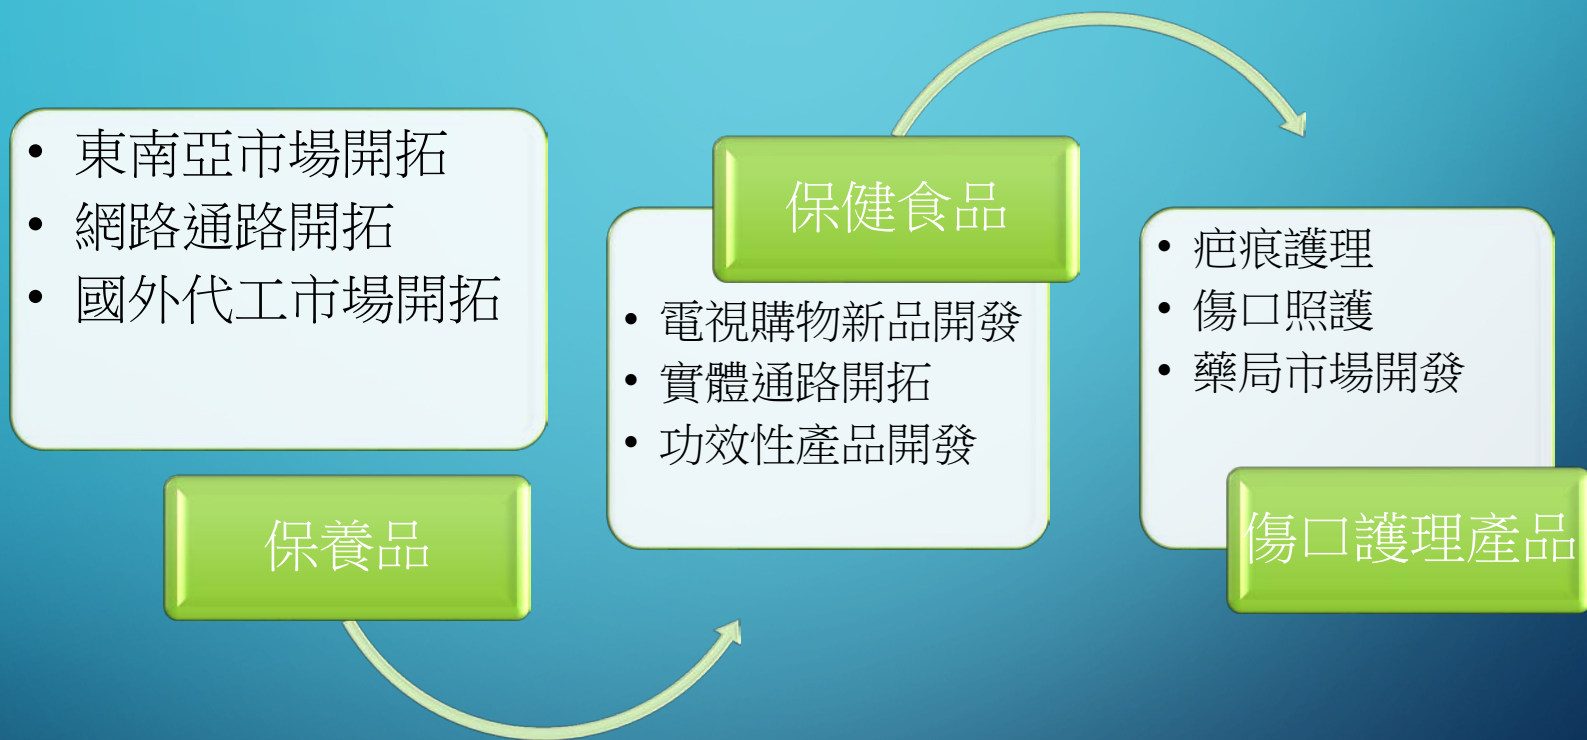 • 東南亞市場開拓
• 網路通路開拓
• 國外代工市場開拓
保養品
保健食品
• 電視購物新品開發
• 實體通路開拓
• 功效性產品開發
• 疤痕護理
• 傷口照護
• 藥局市場開發
傷口護理產品